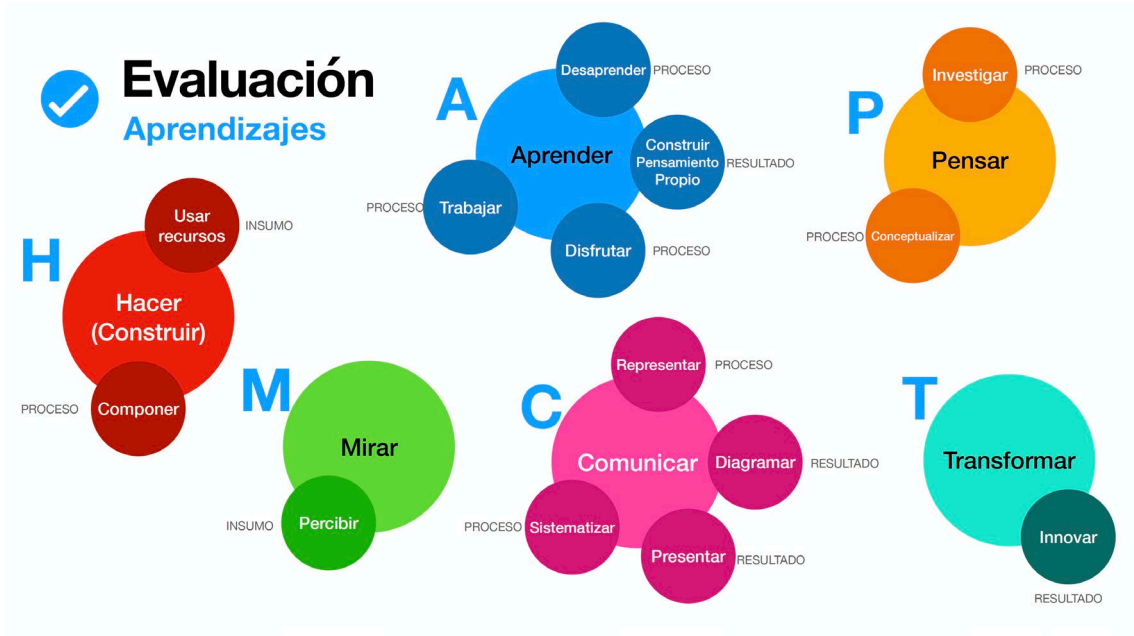 Evaluación
Aprendizajes
H
Hacer
(Construir)
Usar
recursos
INSUMO
Componer
PROCESO
A
Aprender
Desaprender
PROCESO
Construir
Pensamiento
Propio
RESULTADO
Trabajar
PROCESO
Disfrutar
PROCESO
P
Pensar
Investigar
PROCESO
Conceptualizar
PROCESO
M
Mirar
Percibir
INSUMO
C
Comunicar
Representar
PROCESO
Diagramar
RESULTADO
Sistematizar
PROCESO
Presentar
RESULTADO
T
Transformar
Innovar
RESULTADO